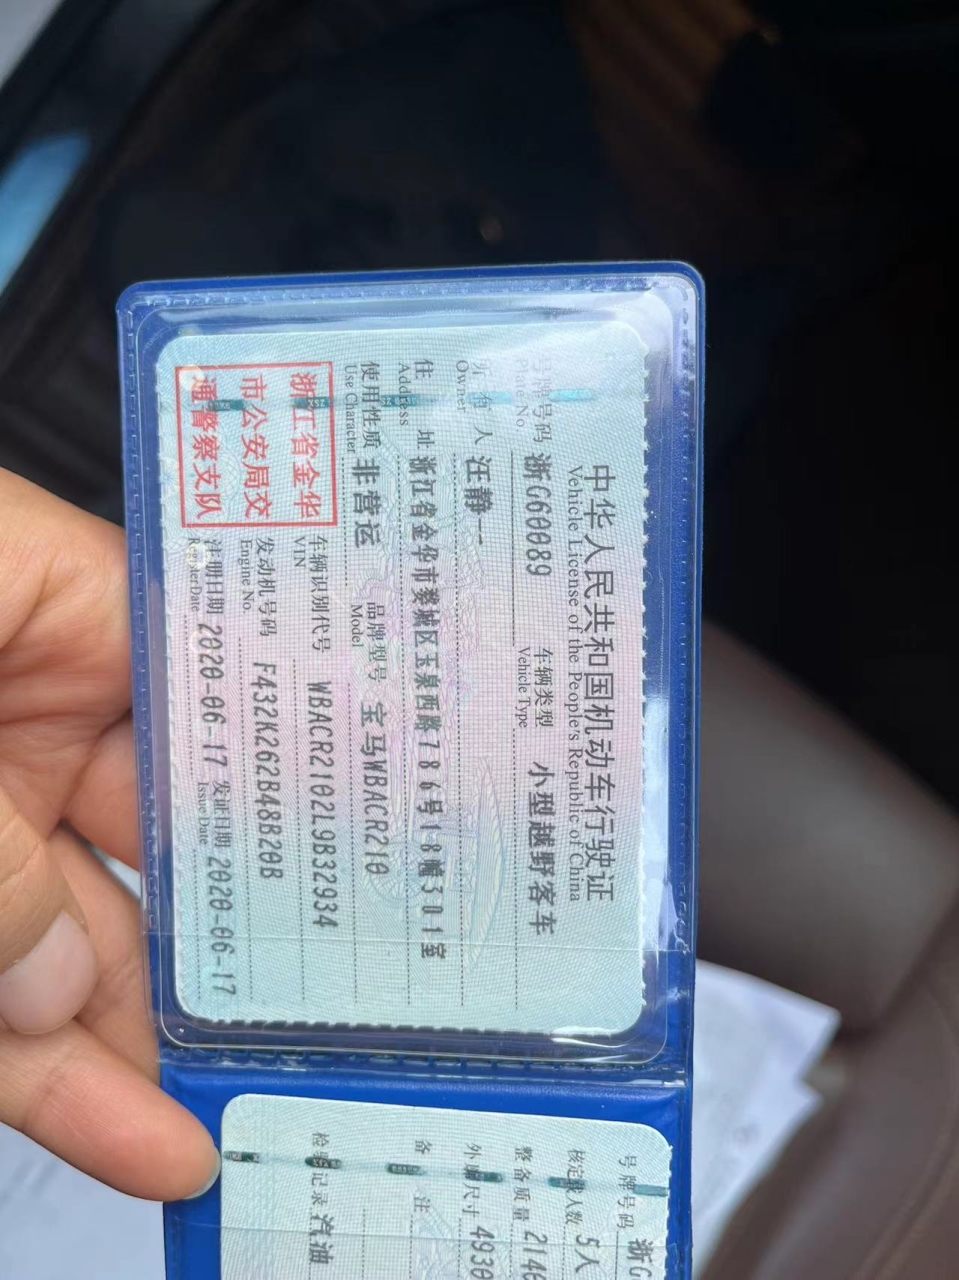 中华人民共和国机动车行驶证
Vehicle License of the People's Republic of China
号牌号码 浙G60089 车辆类型 小型越野客车
Plate No. Vehicle Type
所有人 汪静一
Owner
住址 浙江省金华市婺城区玉泉西路786号1-8幢301室
Address
使用性质 非营运 品牌型号 宝马WBACR210
Use Character Model
浙江省金华
市公安局交
通警察支队
车辆识别代号 WBACR2102L9B32934
VIN
发动机号码 F432K262B48B20B
Engine No.
注册日期 2020-06-17 发证日期 2020-06-17
Register Date Issue Date
号牌号码 浙G
核定载人数 5人
整备质量
外廓尺寸 4930
备注
检验记录 汽油